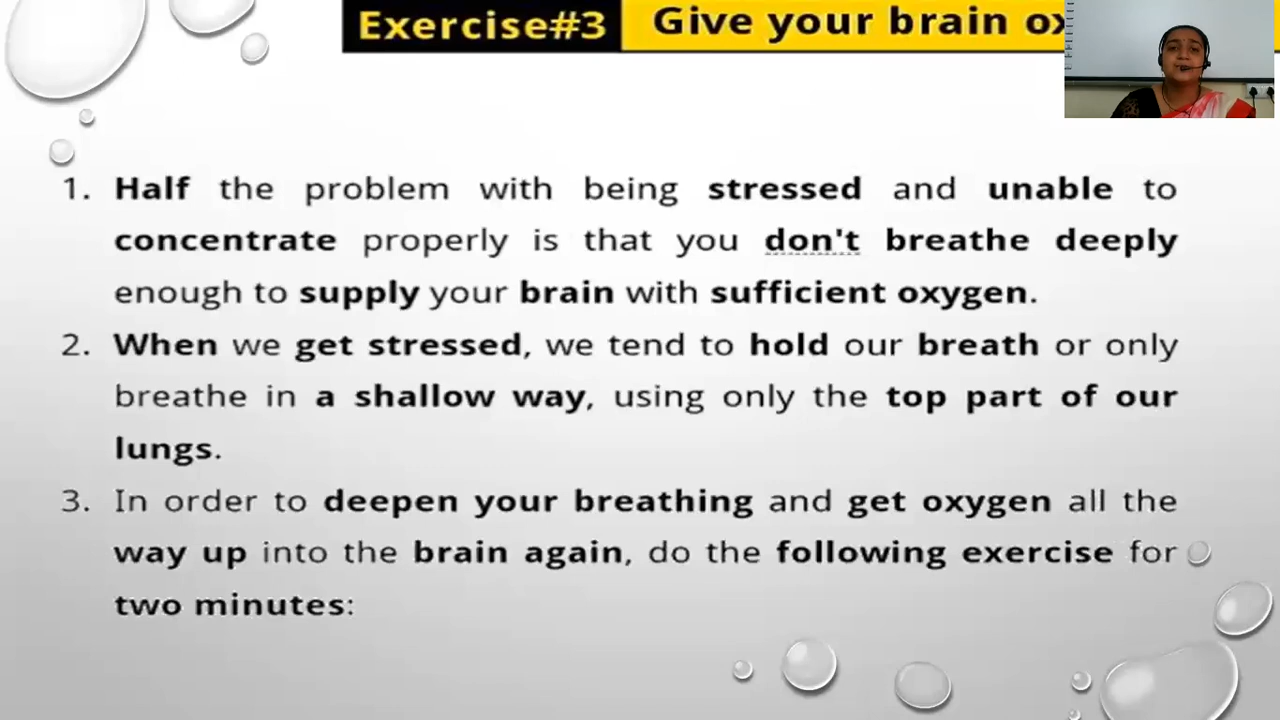 Exercise#3 Give your brain
1. Half the problem with being stressed and unable to
concentrate properly is that you don't breathe deeply
enough to supply your brain with sufficient oxygen.
2. When we get stressed, we tend to hold our breath or only
breathe in a shallow way, using only the top part of our
lungs.
3. In order to deepen your breathing and get oxygen all the
way up into the brain again, do the following exercise for
two minutes: